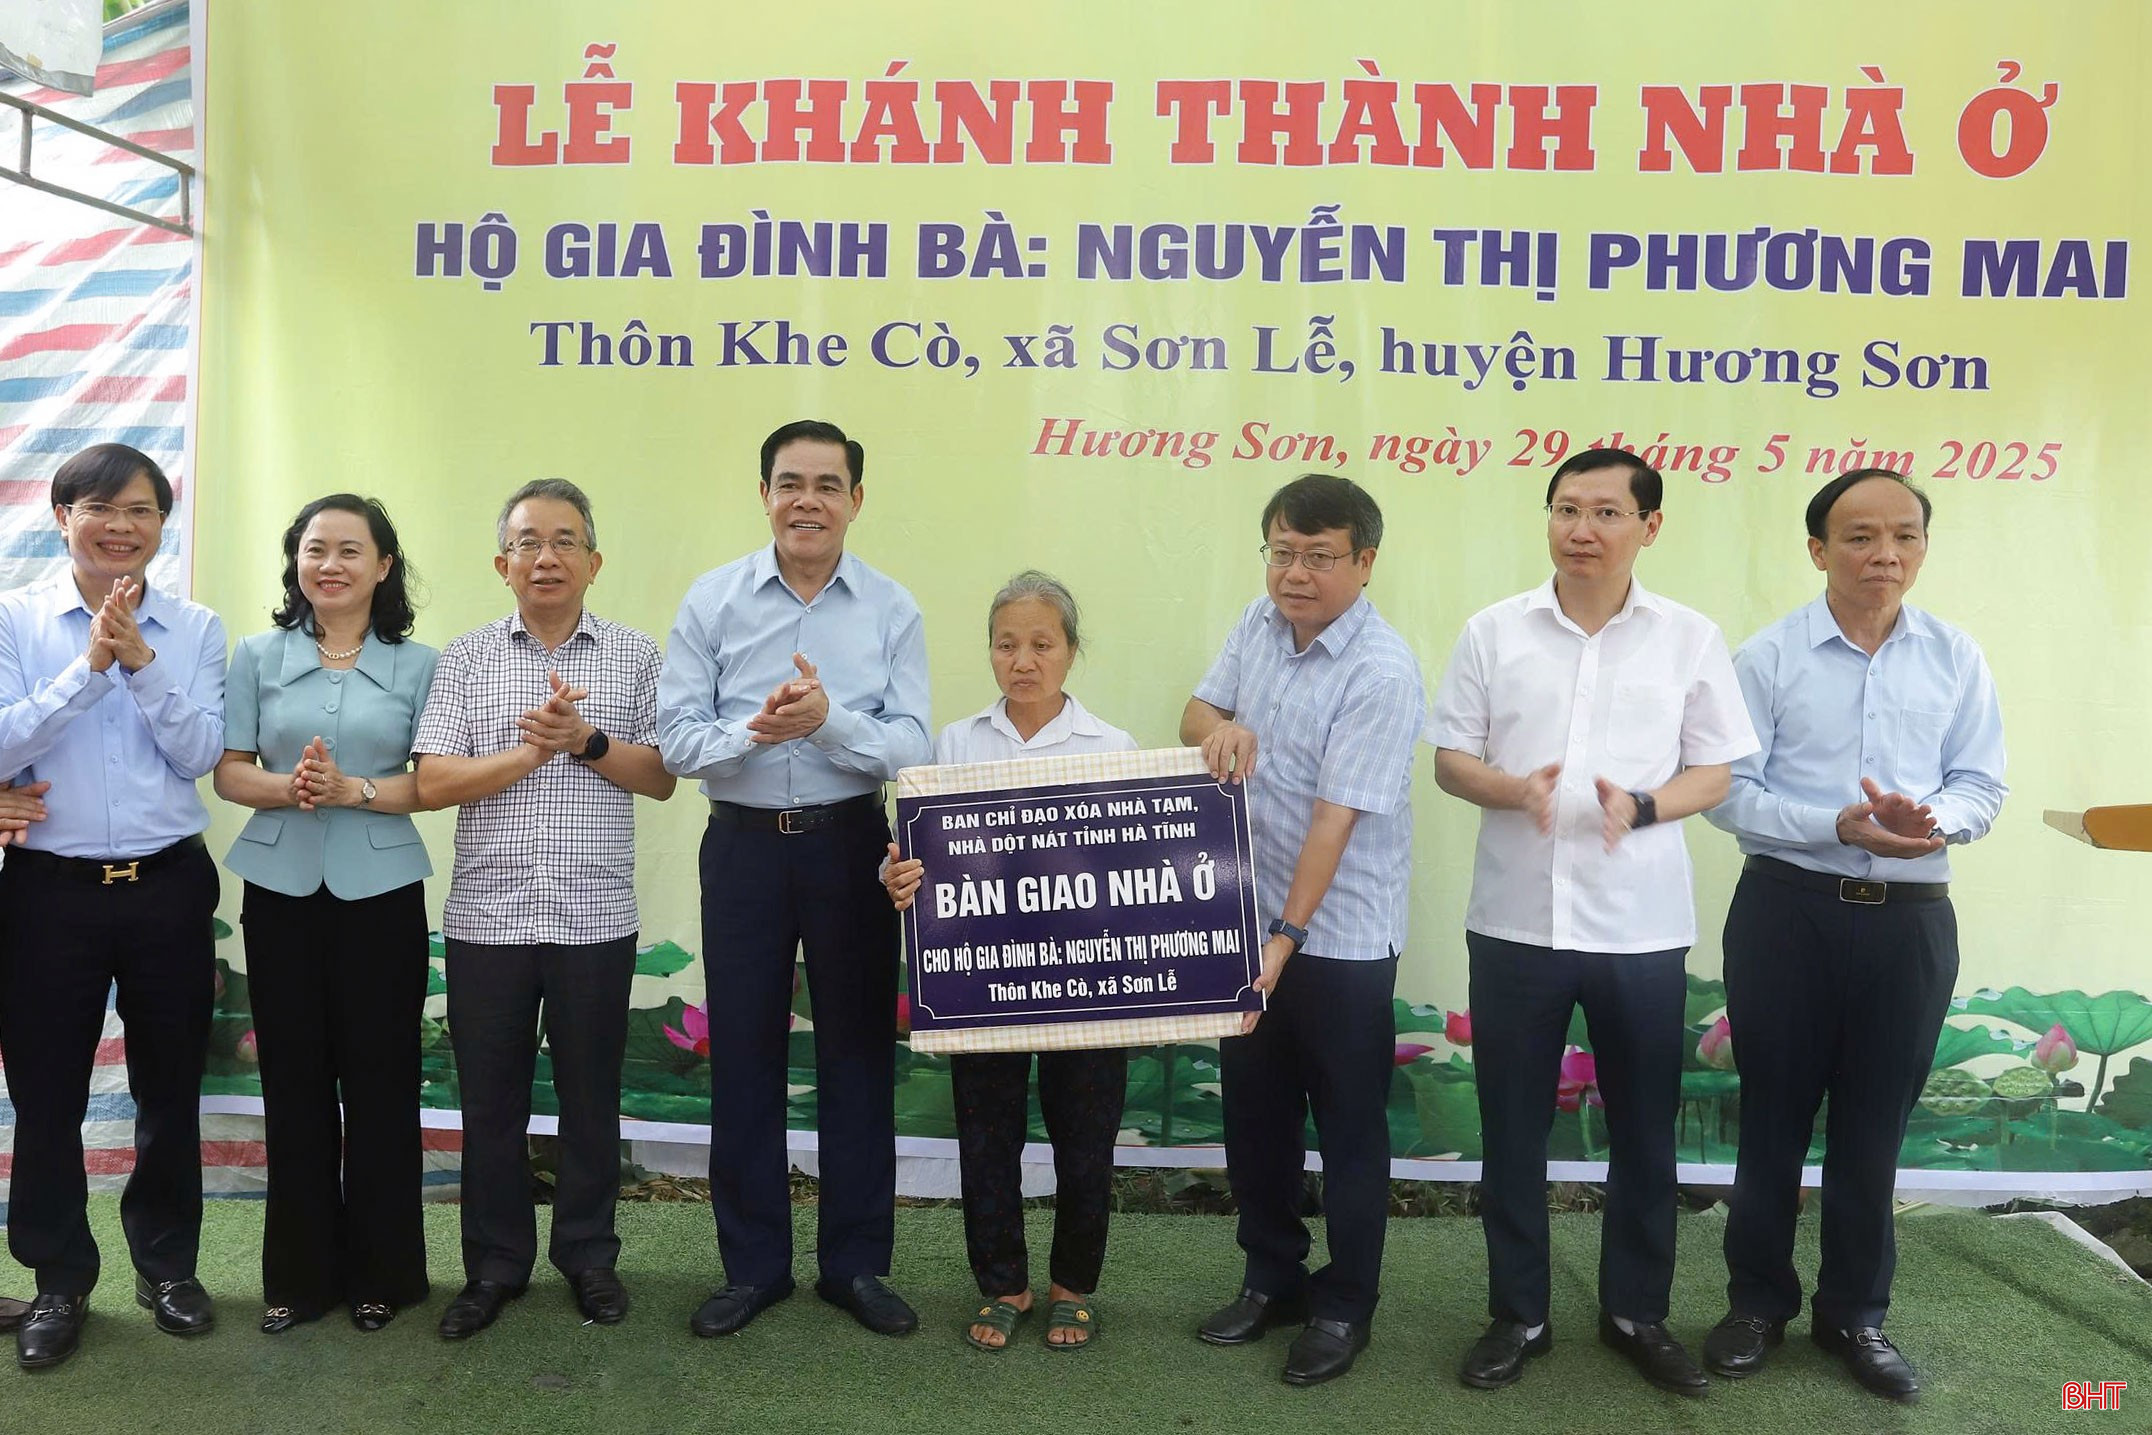 LỄ KHÁNH THÀNH NHÀ Ở
HỘ GIA ĐÌNH BÀ: NGUYỄN THỊ PHƯƠNG MAI
Thôn Khe Cò, xã Sơn Lễ, huyện Hương Sơn
Hương Sơn, ngày 29 tháng 5 năm 2025
BAN CHỈ ĐẠO XÓA NHÀ TẠM,
NHÀ DỘT NÁT TỈNH HÀ TĨNH
BÀN GIAO NHÀ Ở
CHO HỘ GIA ĐÌNH BÀ: NGUYỄN THỊ PHƯƠNG MAI
Thôn Khe Cò, xã Sơn Lễ
BHT